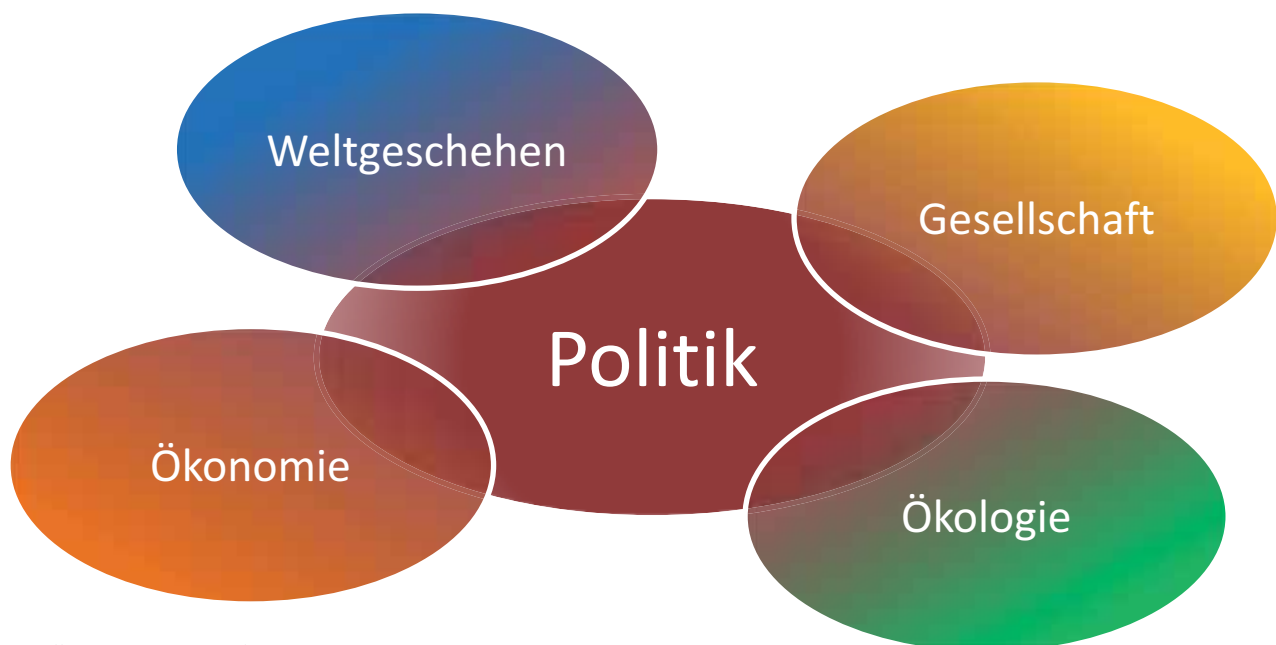 Weltgeschehen
Gesellschaft
Politik
Ökonomie
Ökologie